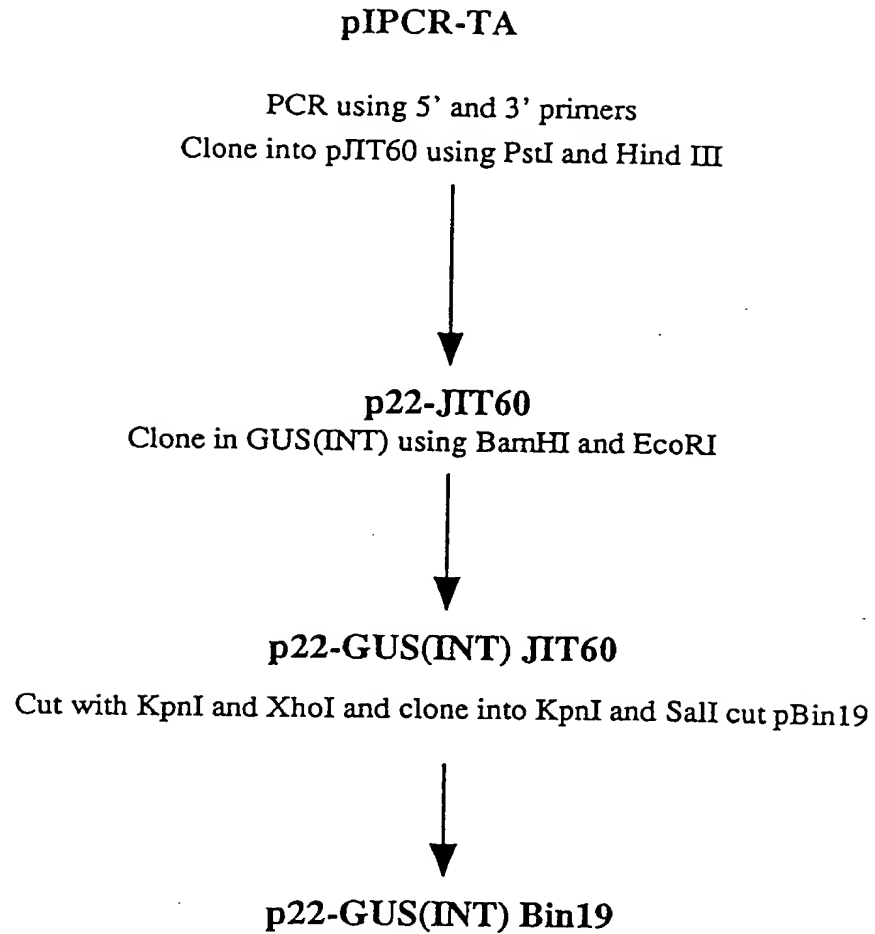 pIPCR-TA
PCR using 5' and 3' primers
Clone into pJIT60 using PstI and Hind III
p22-JIT60
Clone in GUS(INT) using BamHI and EcoRI
p22-GUS(INT) JIT60
Cut with KpnI and XhoI and clone into KpnI and SalI cut pBin19
p22-GUS(INT) Bin19